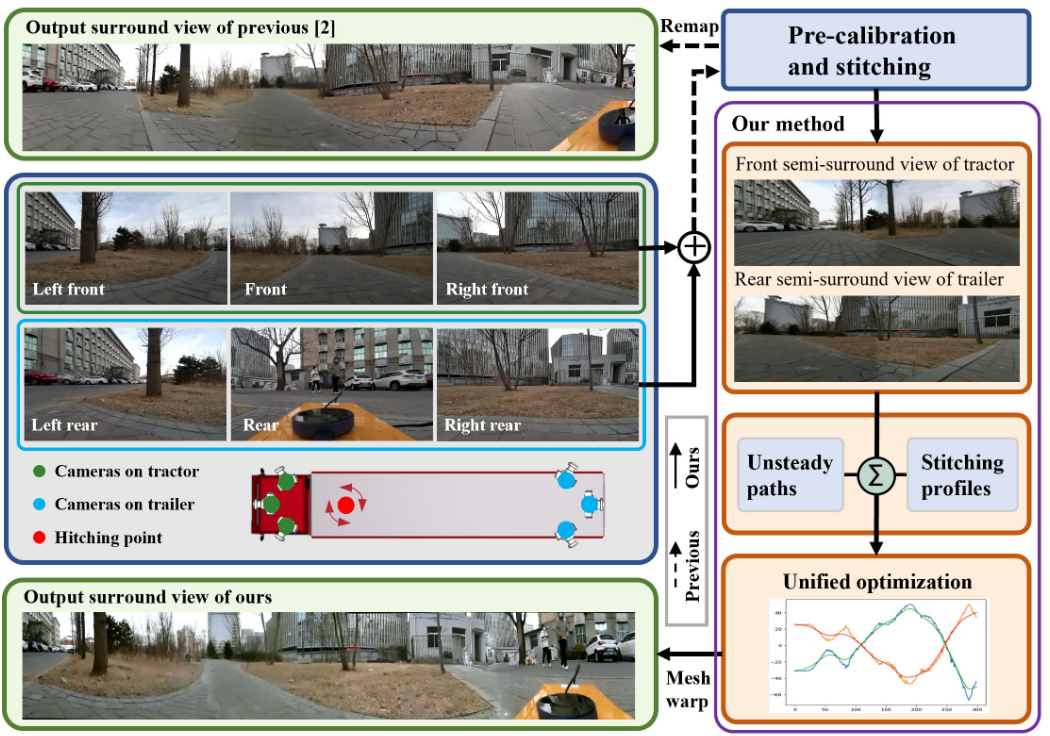 Output surround view of previous [2]
Remap
Pre-calibration
and stitching
Our method
Front semi-surround view of tractor
Rear semi-surround view of trailer
Left front
Front
Right front
Left rear
Rear
Right rear
Cameras on tractor
Cameras on trailer
Hitching point
Ours
Previous
Unsteady
paths
Σ
Stitching
profiles
Unified optimization
40
20
0
-20
-40
-60
0 50 100 150 200 250 300
Output surround view of ours
Mesh
warp